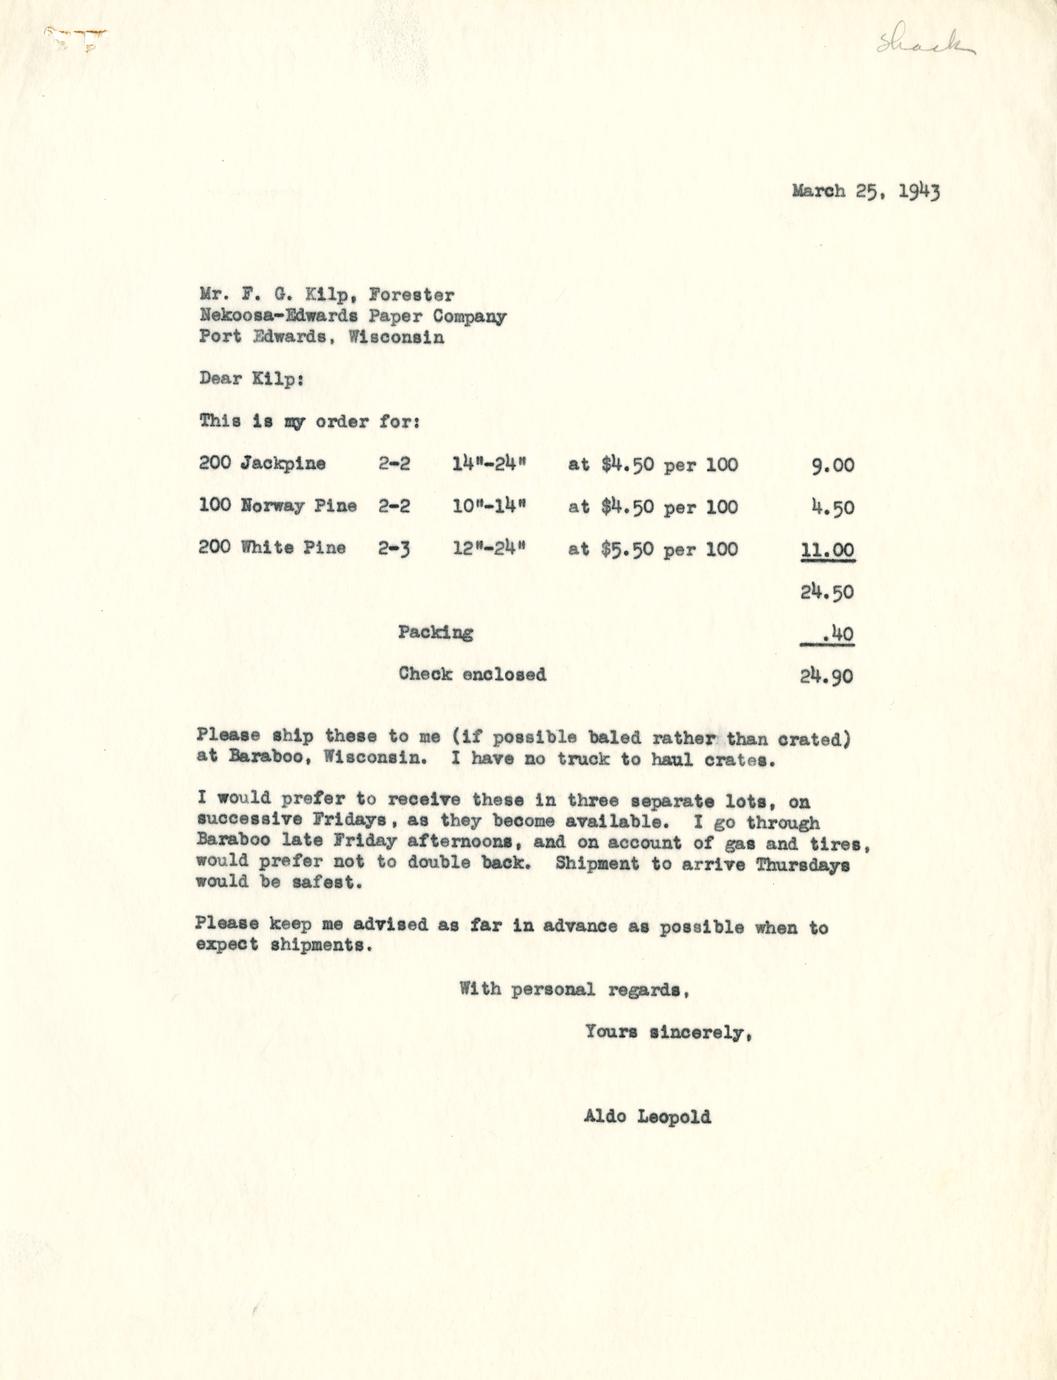 shack
March 25, 1943
Mr. F. G. Kilp, Forester
Nekoosa-Edwards Paper Company
Port Edwards, Wisconsin
Dear Kilp:
This is my order for:
200 Jackpine 2-2 14"-24" at $4.50 per 100 9.00
100 Norway Pine 2-2 10"-14" at $4.50 per 100 4.50
200 White Pine 2-3 12"-24" at $5.50 per 100 11.00
24.50
Packing .40
Check enclosed 24.90
Please ship these to me (if possible baled rather than crated)
at Baraboo, Wisconsin. I have no truck to haul crates.
I would prefer to receive these in three separate lots, on
successive Fridays, as they become available. I go through
Baraboo late Friday afternoons, and on account of gas and tires,
would prefer not to double back. Shipment to arrive Thursdays
would be safest.
Please keep me advised as far in advance as possible when to
expect shipments.
With personal regards,
Yours sincerely,
Aldo Leopold